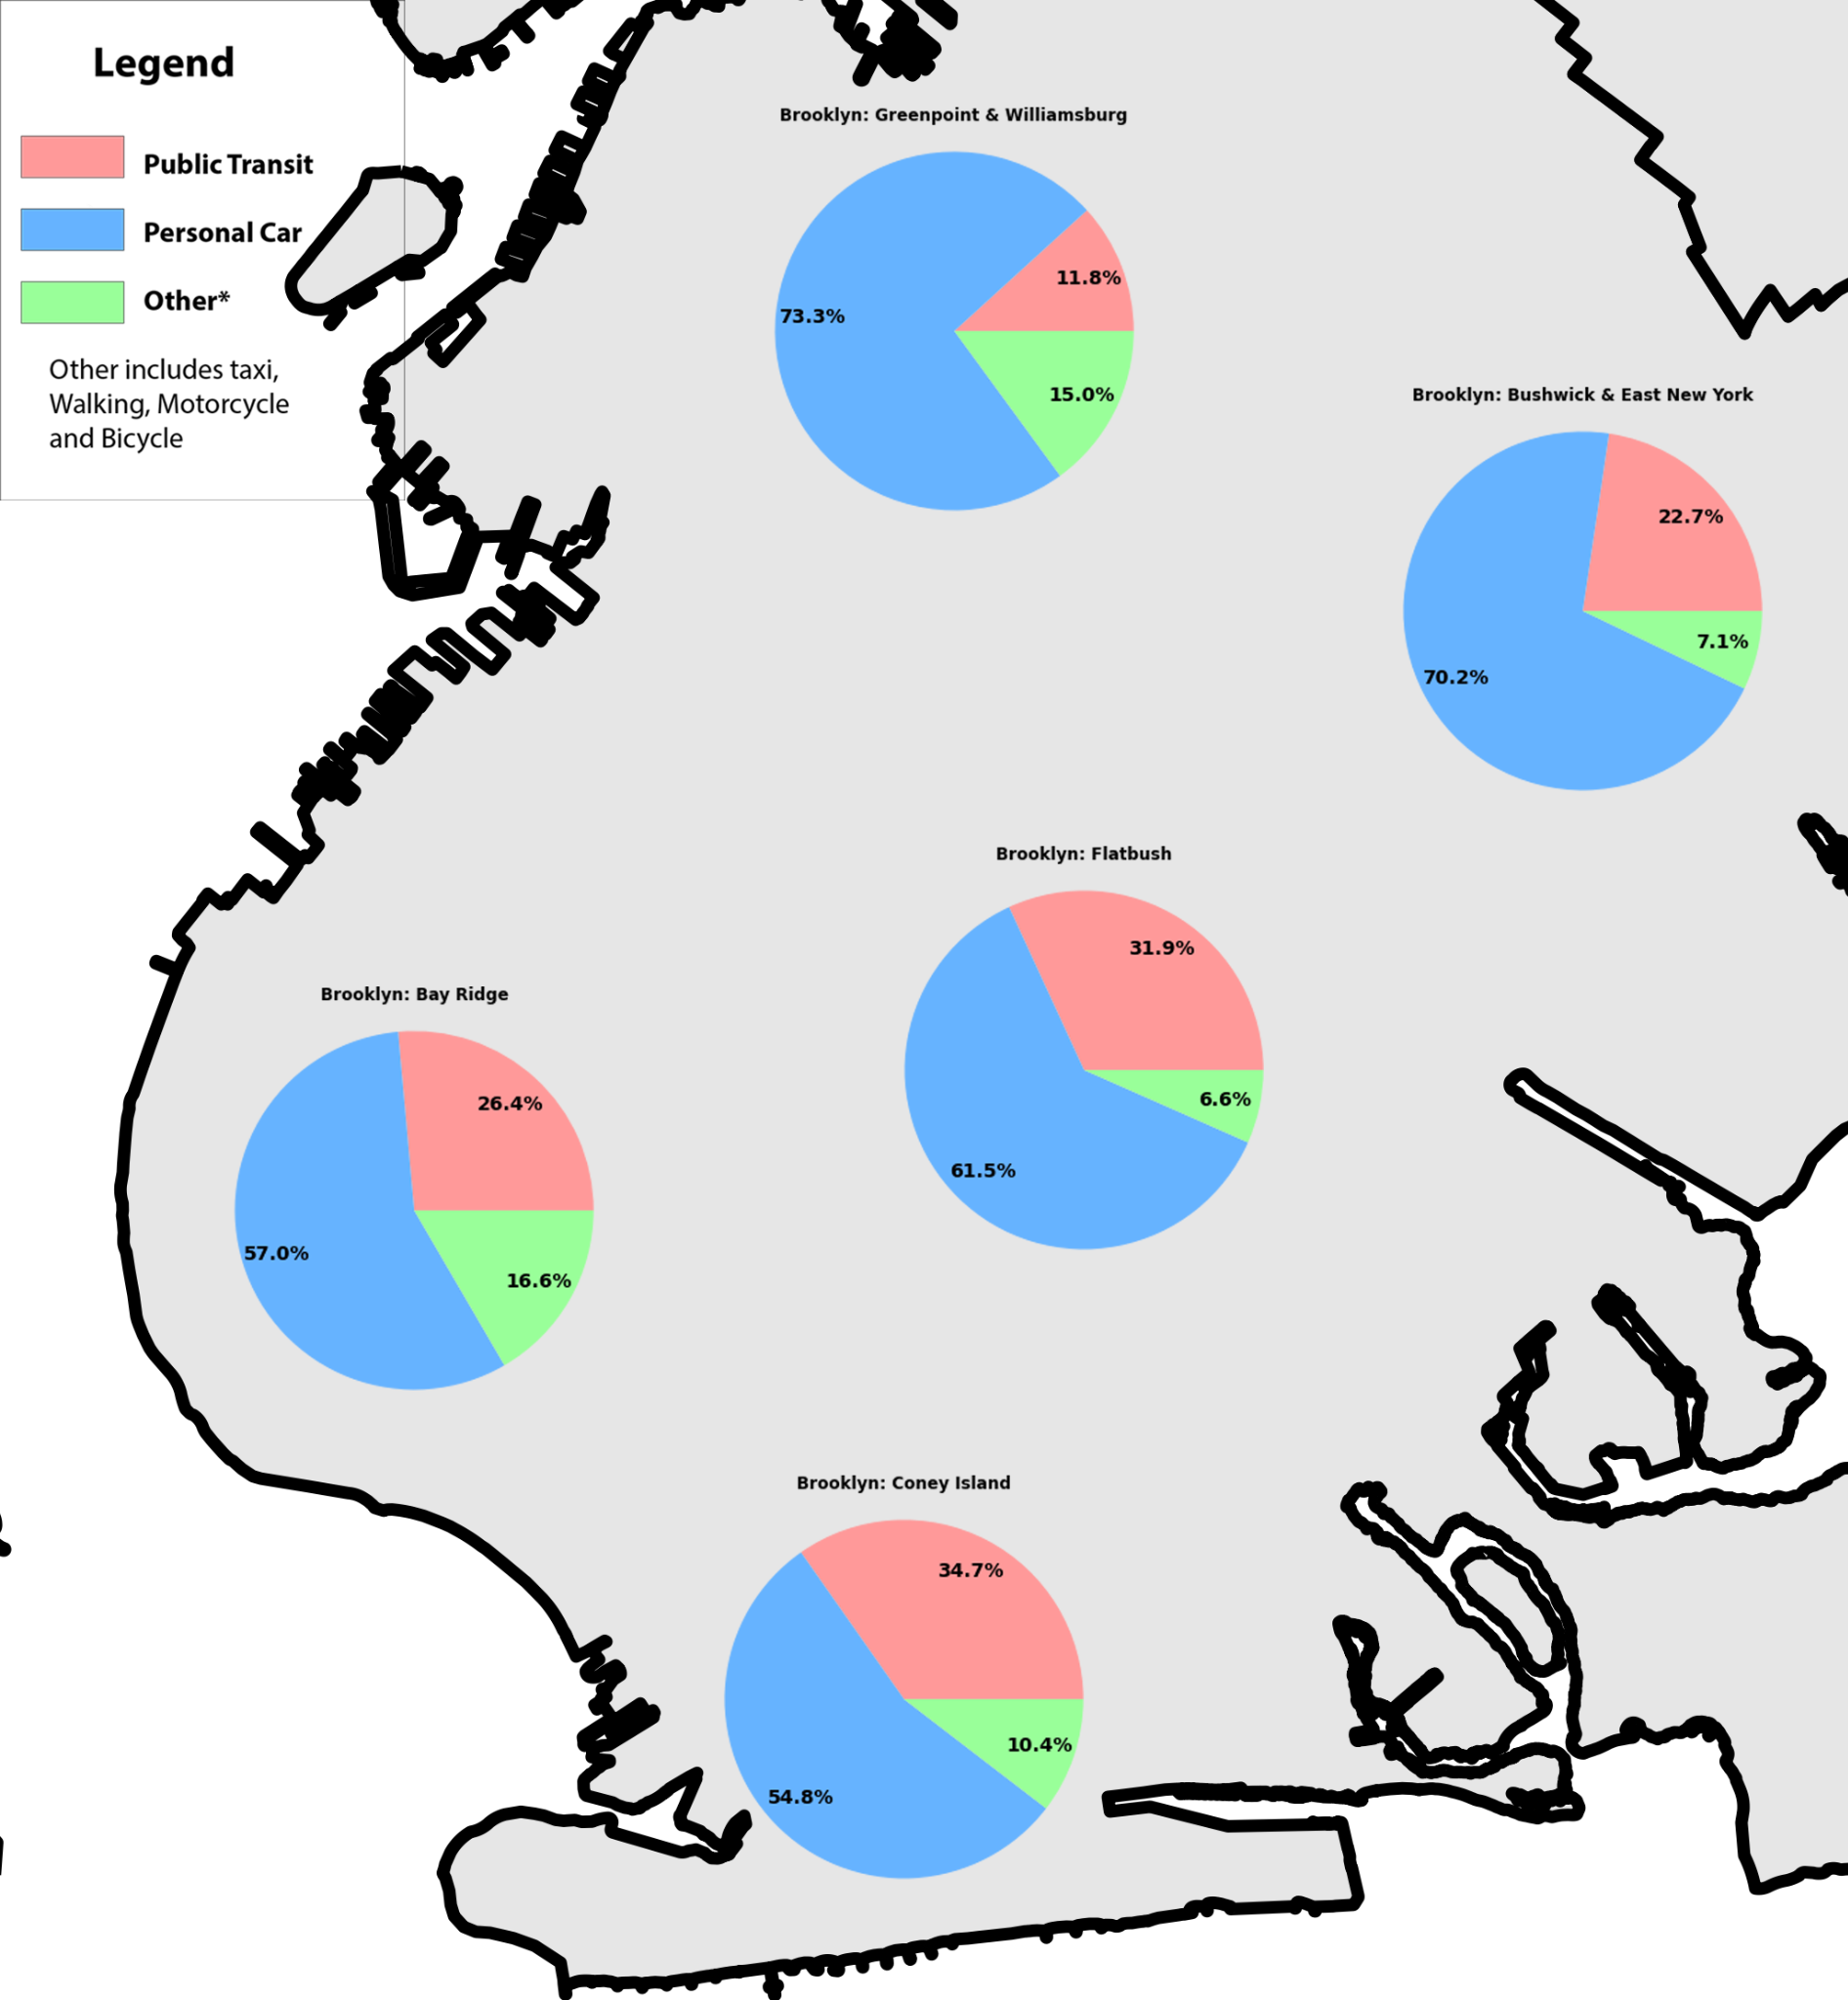 Legend
Public Transit
Personal Car
Other*
Other includes taxi,
Walking, Motorcycle
and Bicycle
Brooklyn: Greenpoint & Williamsburg
11.8%
73.3%
15.0%
Brooklyn: Bushwick & East New York
22.7%
7.1%
70.2%
Brooklyn: Flatbush
31.9%
6.6%
61.5%
Brooklyn: Bay Ridge
26.4%
57.0%
16.6%
Brooklyn: Coney Island
34.7%
10.4%
54.8%